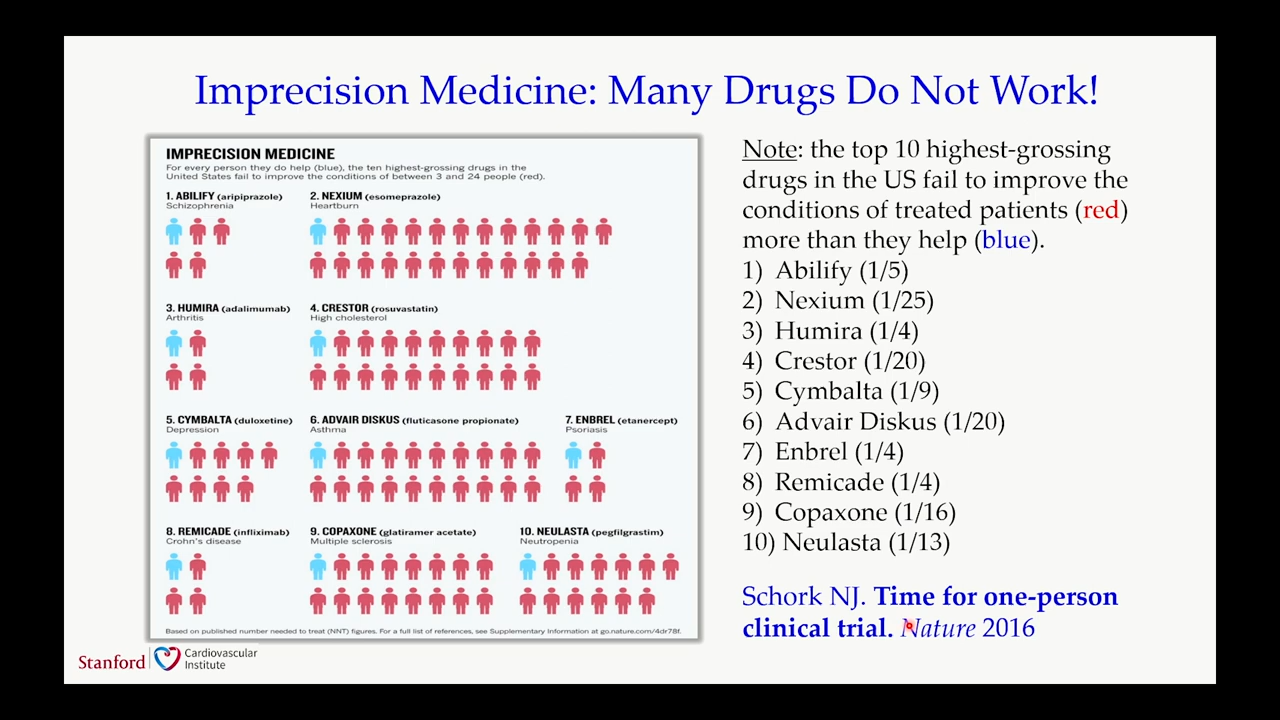 Imprecision Medicine: Many Drugs Do Not Work!
IMPRECISION MEDICINE
For every person they do help (blue), the ten highest-grossing drugs in the
United States fail to improve the conditions of between 3 and 24 people (red).
1. ABILIFY (aripiprazole)
Schizophrenia
2. NEXIUM (esomeprazole)
Heartburn
3. HUMIRA (adalimumab)
Arthritis
4. CRESTOR (rosuvastatin)
High cholesterol
5. CYMBALTA (duloxetine)
Depression
6. ADVAIR DISKUS (fluticasone propionate)
Asthma
7. ENBREL (etanercept)
Psoriasis
8. REMICADE (infliximab)
Crohn's disease
9. COPAXONE (glatiramer acetate)
Multiple sclerosis
10. NEULASTA (pegfilgrastim)
Neutropenia
Based on published number needed to treat (NNT) figures. For a full list of references, see Supplementary Information at go.nature.com/4dr78f.
Note: the top 10 highest-grossing
drugs in the US fail to improve the
conditions of treated patients (red)
more than they help (blue).
1) Abilify (1/5)
2) Nexium (1/25)
3) Humira (1/4)
4) Crestor (1/20)
5) Cymbalta (1/9)
6) Advair Diskus (1/20)
7) Enbrel (1/4)
8) Remicade (1/4)
9) Copaxone (1/16)
10) Neulasta (1/13)
Schork NJ. Time for one-person
clinical trial. Nature 2016
Stanford
Cardiovascular
Institute